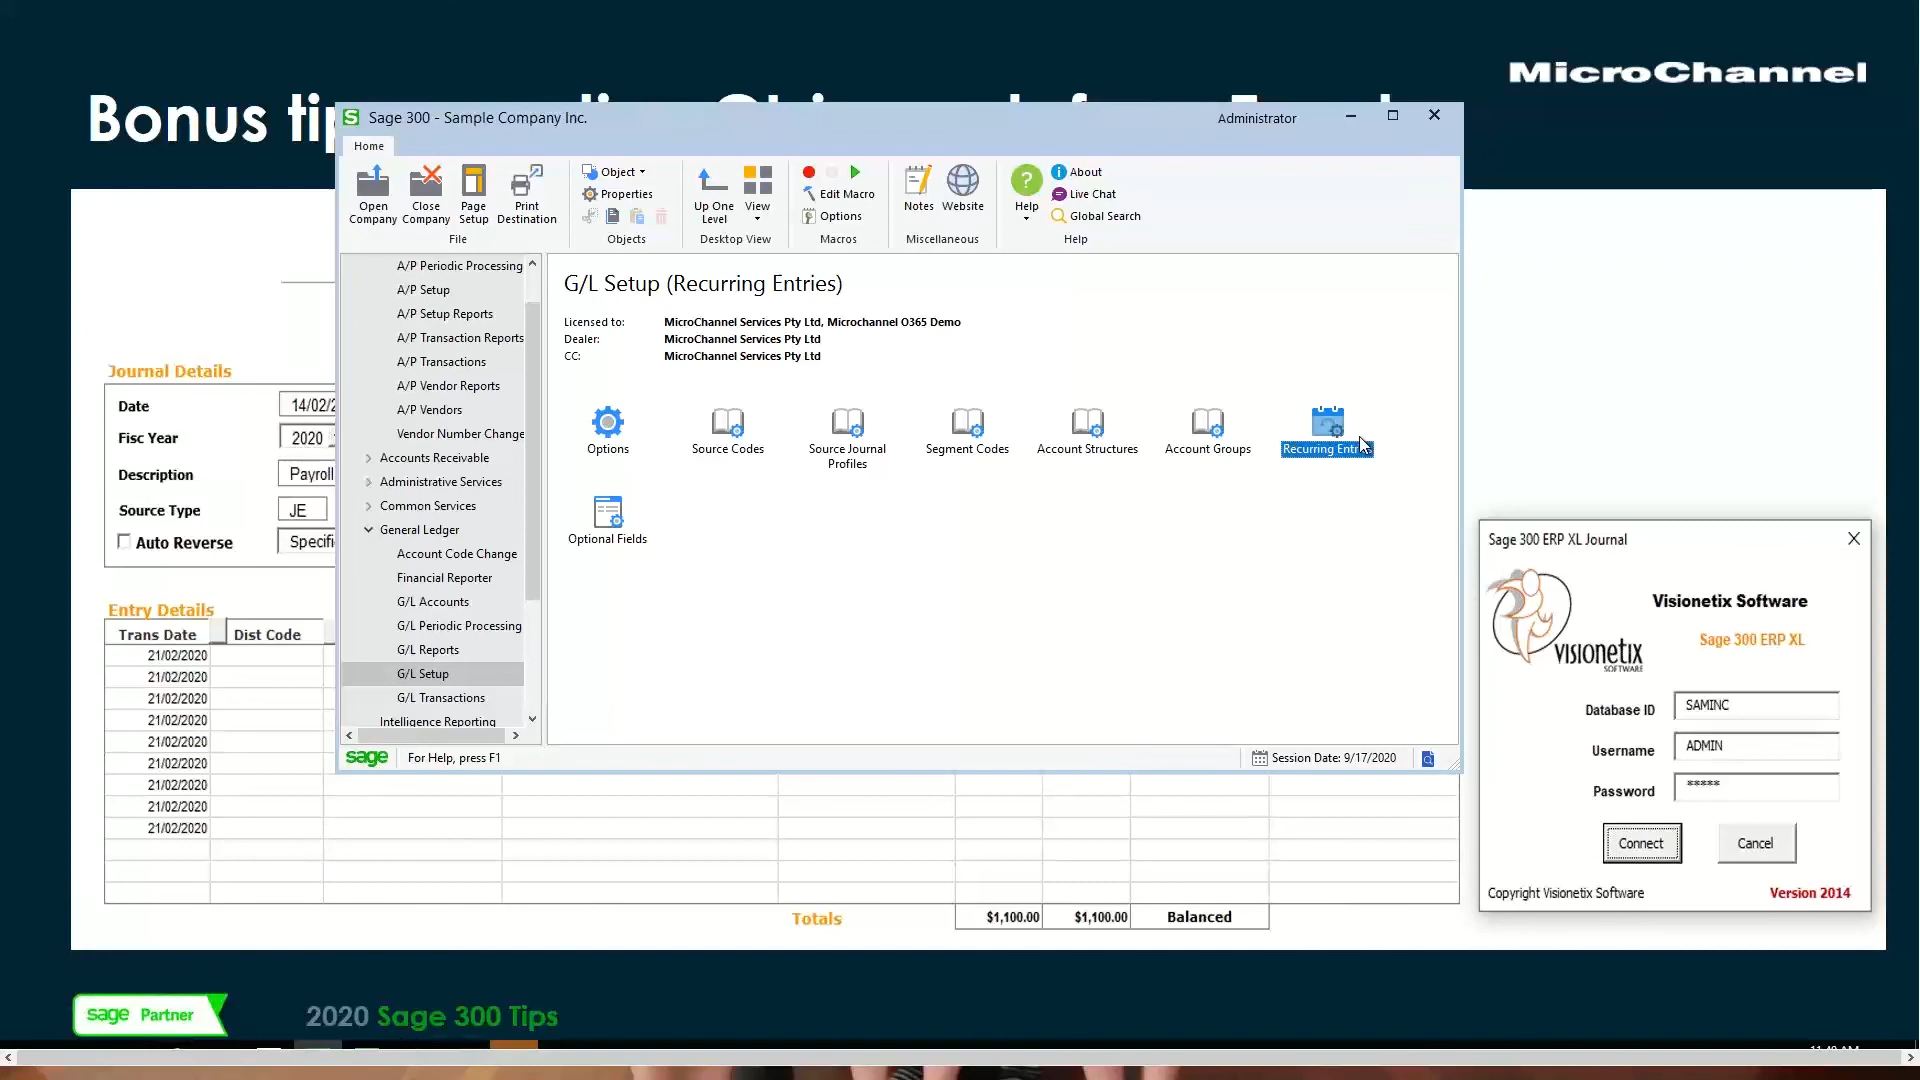 MicroChannel
Bonus tip
Sage 300 - Sample Company Inc.
Administrator
Home
Open Company
Close Company
Page Setup
Print Destination
File
Object
Properties
Objects
Up One Level
View
Desktop View
Edit Macro
Options
Macros
Notes
Website
Miscellaneous
Help
About
Live Chat
Global Search
Help
A/P Periodic Processing
A/P Setup
A/P Setup Reports
A/P Transaction Reports
A/P Transactions
A/P Vendor Reports
A/P Vendors
Vendor Number Change
Accounts Receivable
Administrative Services
Common Services
General Ledger
Account Code Change
Financial Reporter
G/L Accounts
G/L Periodic Processing
G/L Reports
G/L Setup
G/L Transactions
Intelligence Reporting
G/L Setup (Recurring Entries)
Licensed to: MicroChannel Services Pty Ltd, Microchannel O365 Demo
Dealer: MicroChannel Services Pty Ltd
CC: MicroChannel Services Pty Ltd
Options
Source Codes
Source Journal Profiles
Segment Codes
Account Structures
Account Groups
Recurring Entr
Optional Fields
sage
For Help, press F1
Session Date: 9/17/2020
Journal Details
Date 14/02/2
Fisc Year 2020
Description Payroll
Source Type JE
Auto Reverse Specifi
Entry Details
Trans Date Dist Code
21/02/2020
21/02/2020
21/02/2020
21/02/2020
21/02/2020
21/02/2020
21/02/2020
21/02/2020
21/02/2020
Totals $1,100.00 $1,100.00 Balanced
Sage 300 ERP XL Journal
VISIONETIX
SOFTWARE
Visionetix Software
Sage 300 ERP XL
Database ID SAMINC
Username ADMIN
Password *****
Connect Cancel
Copyright Visionetix Software Version 2014
sage Partner
2020 Sage 300 Tips